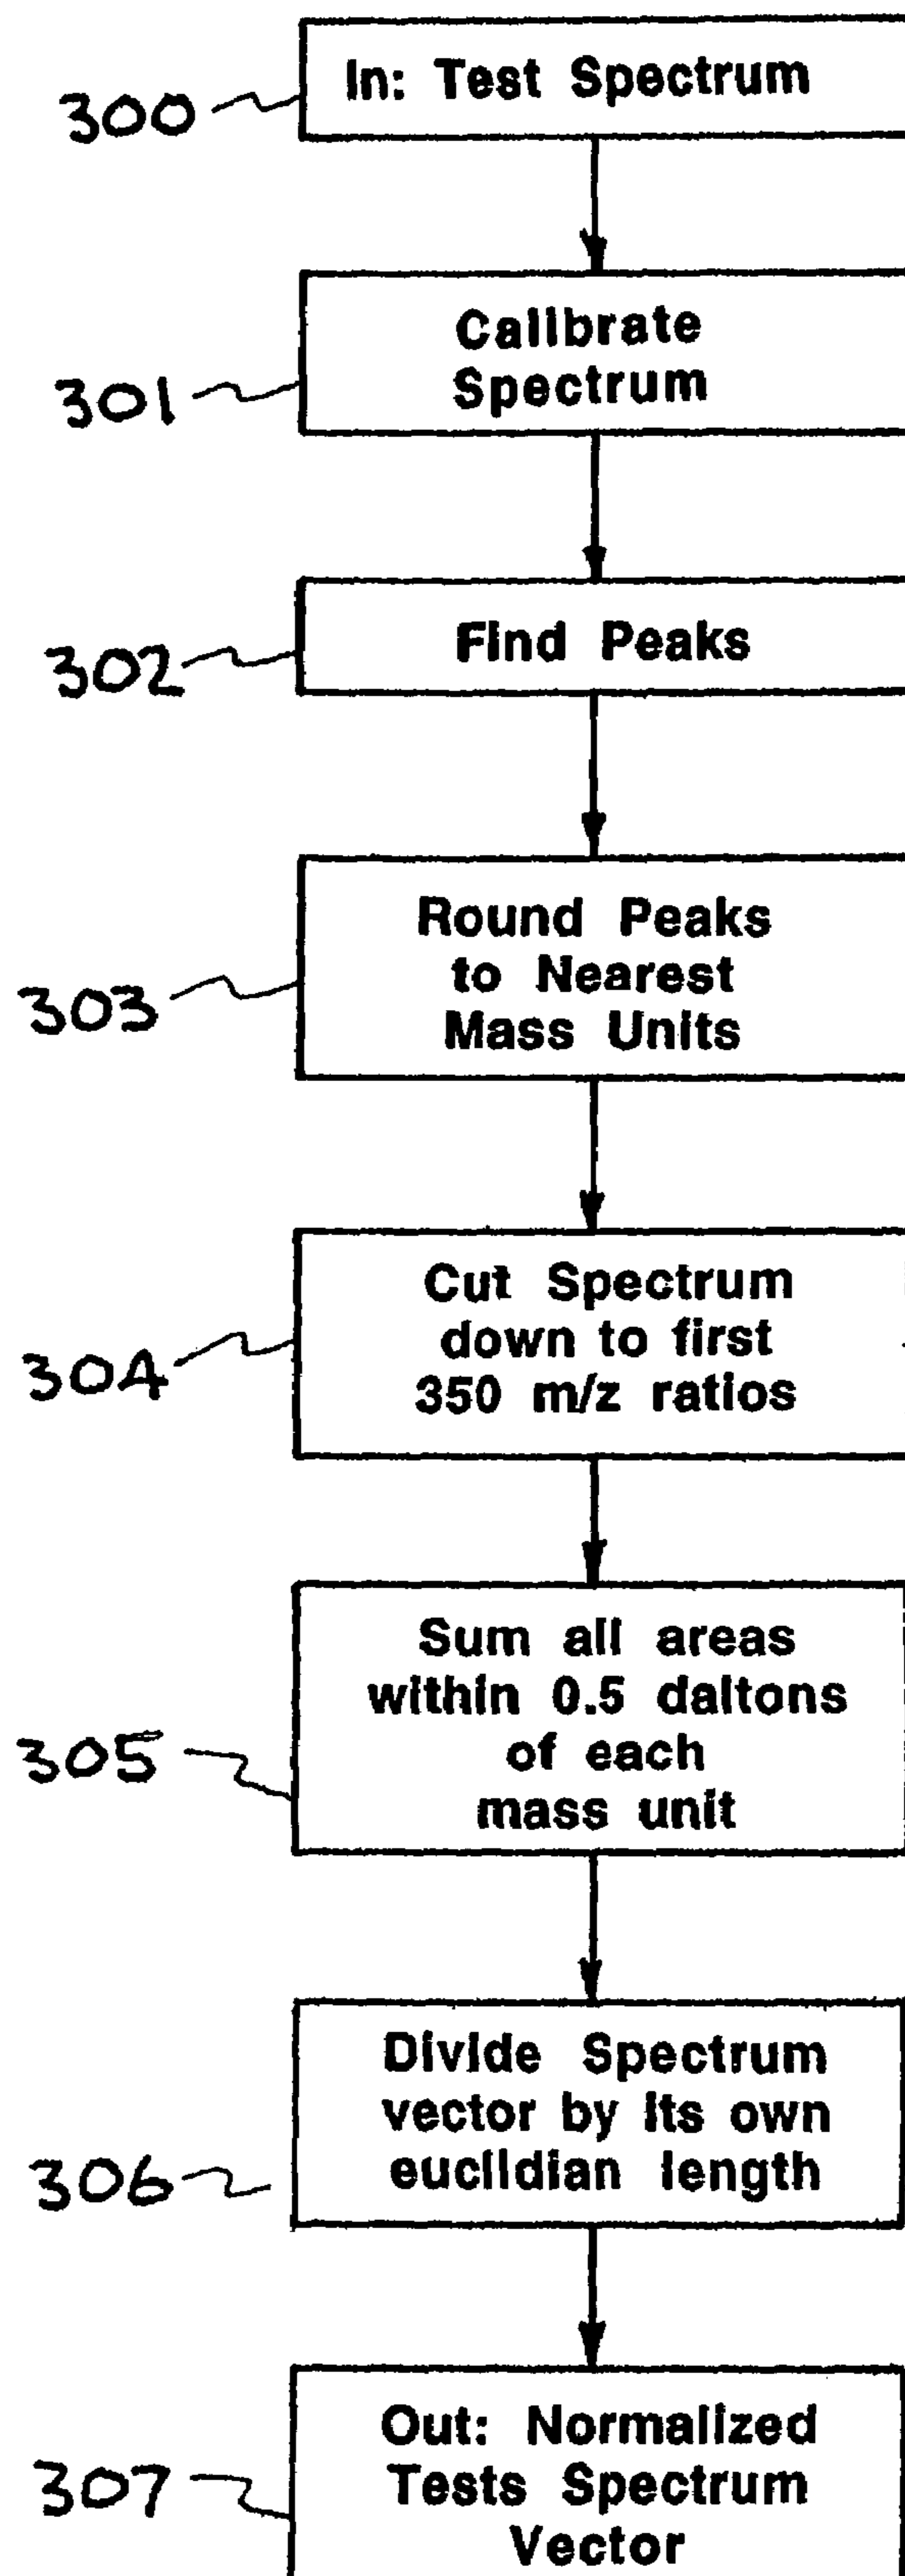 300
In: Test Spectrum
301
Calibrate
Spectrum
302
Find Peaks
303
Round Peaks
to Nearest
Mass Units
304
Cut Spectrum
down to first
350 m/z ratios
305
Sum all areas
within 0.5 daltons
of each
mass unit
306
Divide Spectrum
vector by its own
euclidian length
307
Out: Normalized
Tests Spectrum
Vector